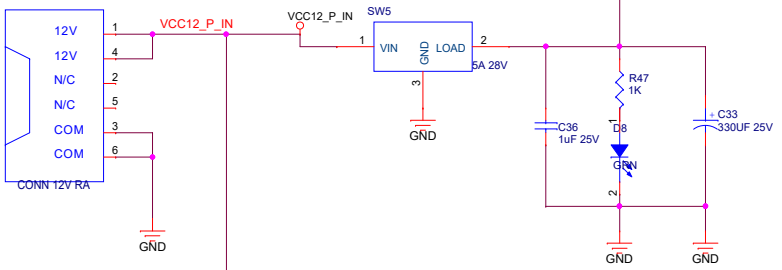 VCC12_P_IN
SW5
12V 1
VCC12_P_IN
12V 4
1 VIN
GND
LOAD 2
5A 28V
N/C 2
3
R47
1K
N/C 5
GND
COM 3
COM 6
C36
1uF 25V
1
D8
GRN
2
+ C33
330UF 25V
CONN 12V RA
GND
GND
GND